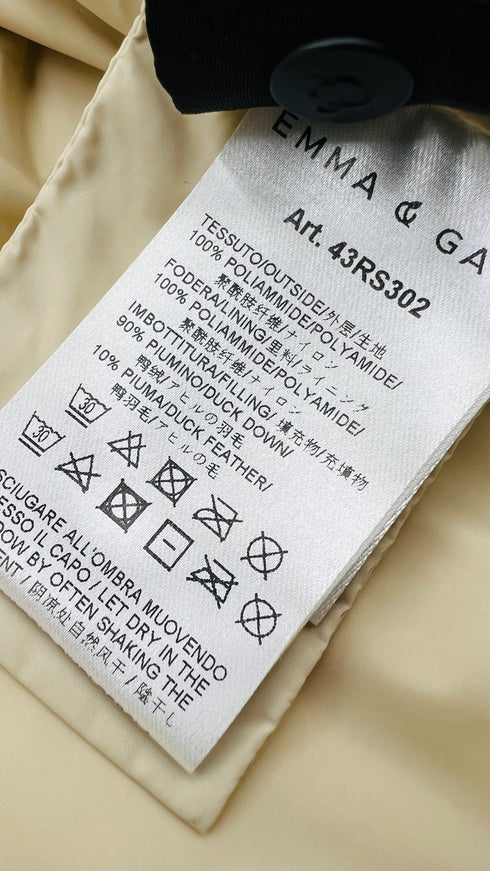 EMMA & GA
Art. 43RS302
TESSUTO/OUTSIDE/外层/生地
100% POLIAMMIDE/POLYAMIDE/
聚酰胺纤维/ナイロン
FODERA/LINING/里料/ライニング
100% POLIAMMIDE/POLYAMIDE/
聚酰胺纤维/ナイロン
IMBOTTITURA/FILLING/填充物/充填物
90% PIUMINO/DUCK DOWN/
鸭绒/アヒルの羽毛
10% PIUMA/DUCK FEATHER/
鸭羽毛/アヒルの毛
30
30
SCIUGARE ALL'OMBRA MUOVENDO
ESSO IL CAPO / LET DRY IN THE
DOW BY OFTEN SHAKING THE
ENT / 阴凉处自然风干 / 陰干し